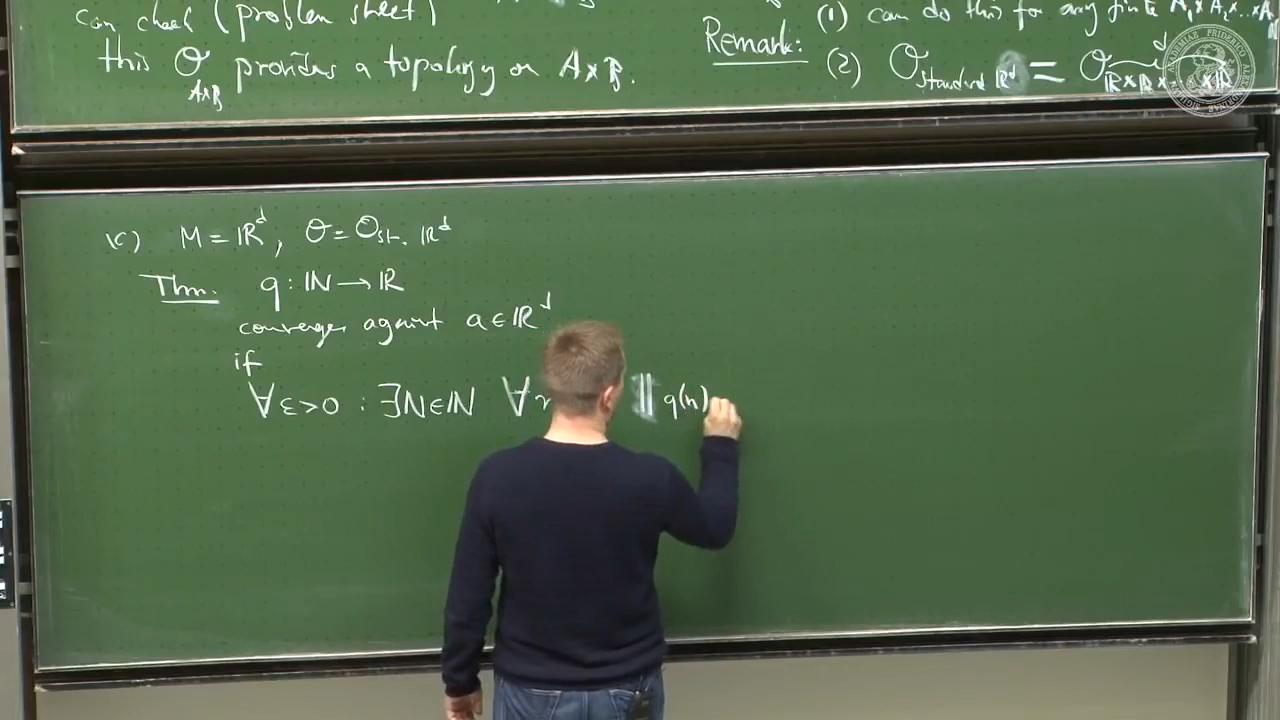 can check (problem sheet)
this O_{A×B} provides a topology on A×B.
Remark: (1) can do this for any finite A₁×A₂×...×A
(2) O_{standard ℝ^d} = O_{ℝ×ℝ×...×ℝ} d
(c) M = ℝ^d, O = O_{st.} ℝ^d
Thm. q : ℕ → ℝ
converges against a ∈ ℝ^d
if
∀ ε > 0 : ∃ N ∈ ℕ ∀ ‖ q(n)